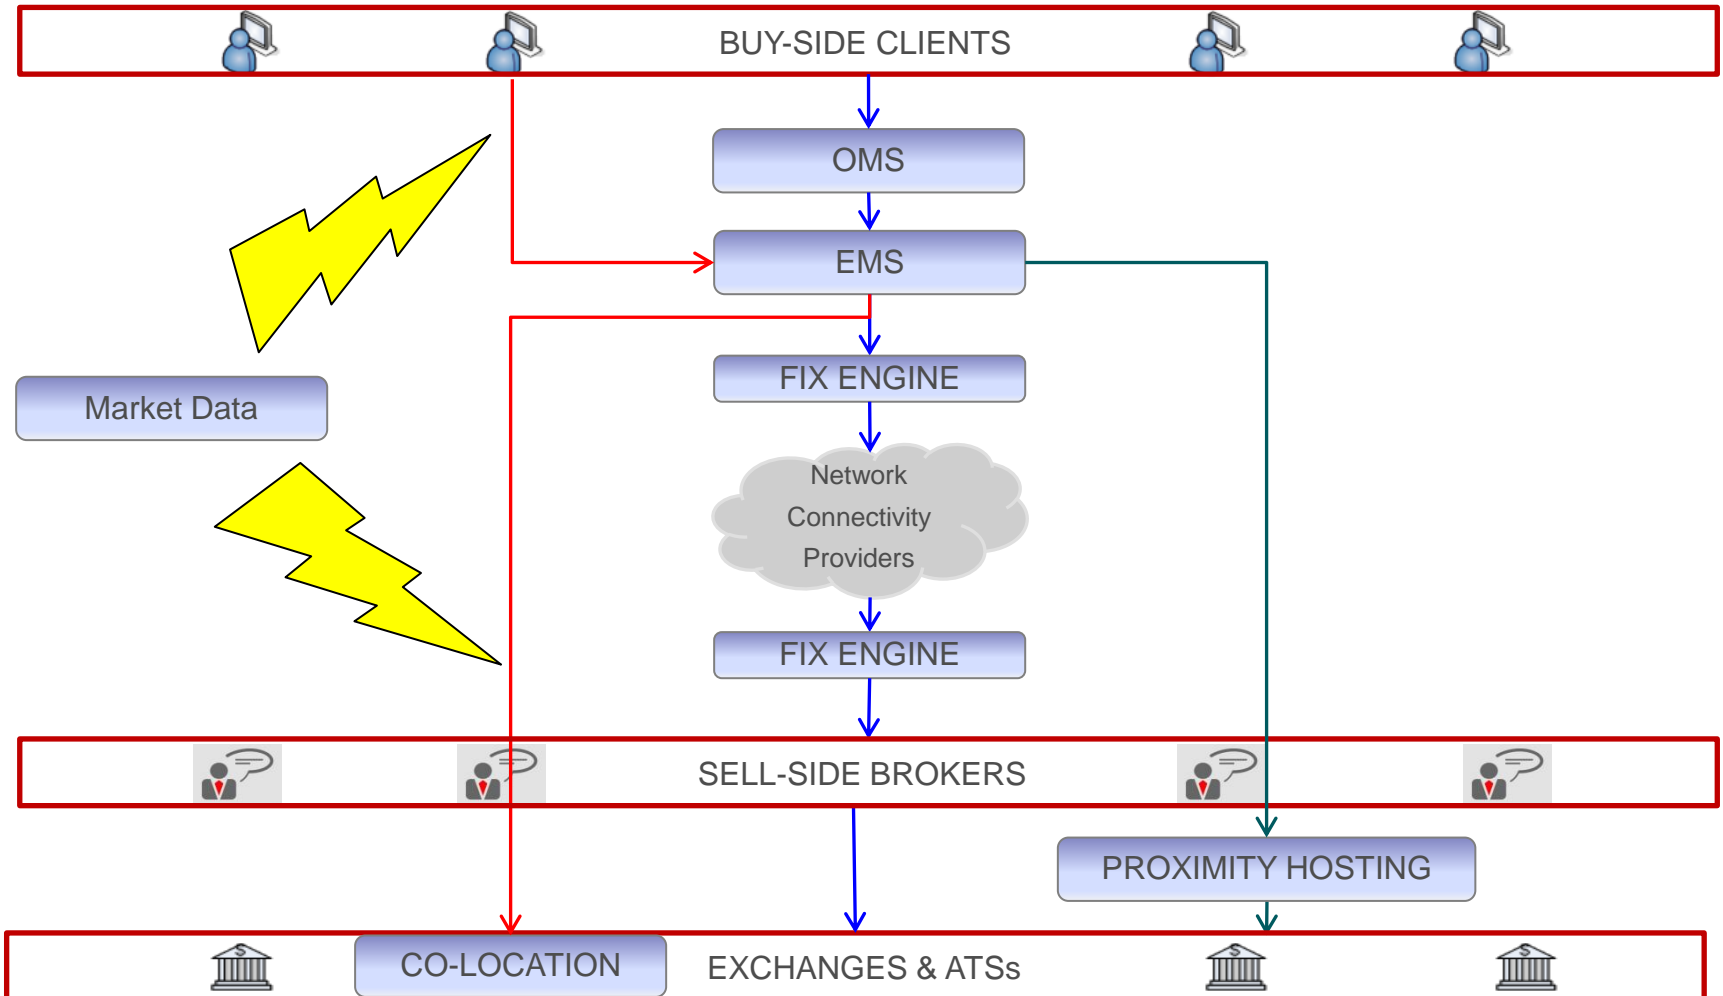 BUY-SIDE CLIENTS
OMS
EMS
FIX ENGINE
Market Data
Network
Connectivity
Providers
FIX ENGINE
SELL-SIDE BROKERS
PROXIMITY HOSTING
CO-LOCATION
EXCHANGES & ATSs